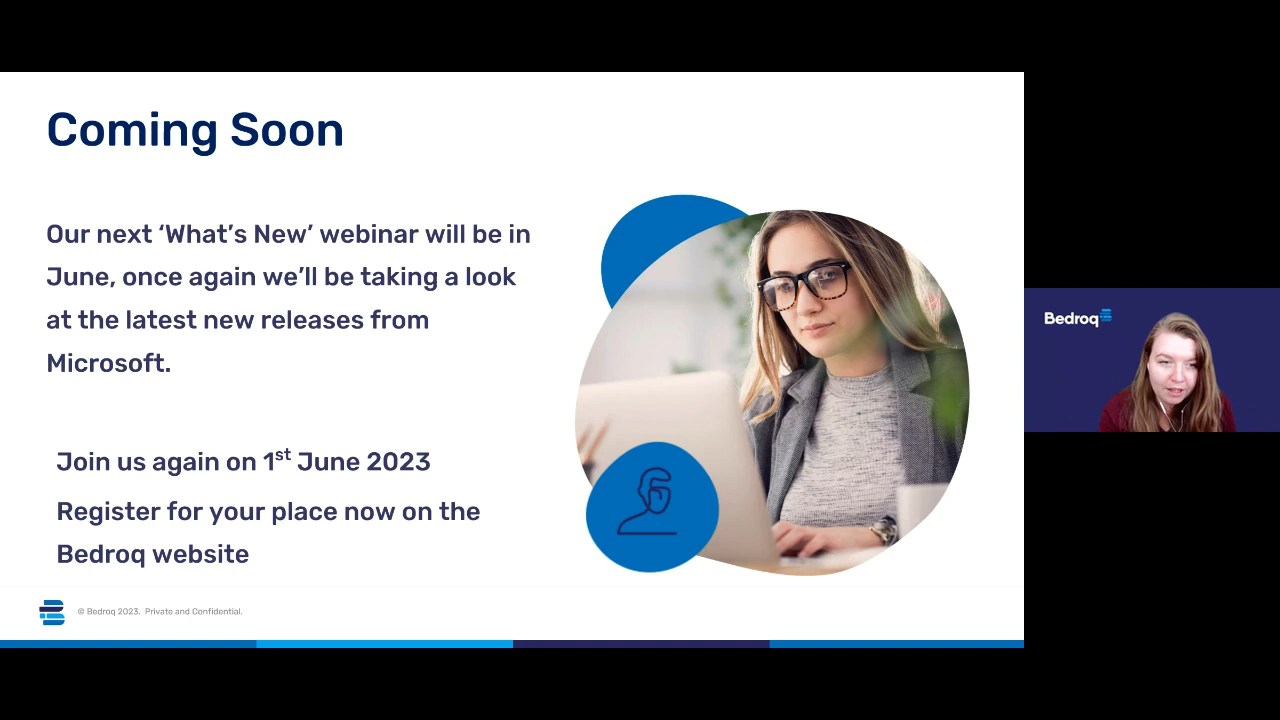 Coming Soon
Our next ‘What’s New’ webinar will be in
June, once again we’ll be taking a look
at the latest new releases from
Microsoft.
Join us again on 1st June 2023
Register for your place now on the
Bedroq website
© Bedroq 2023. Private and Confidential.
Bedroq